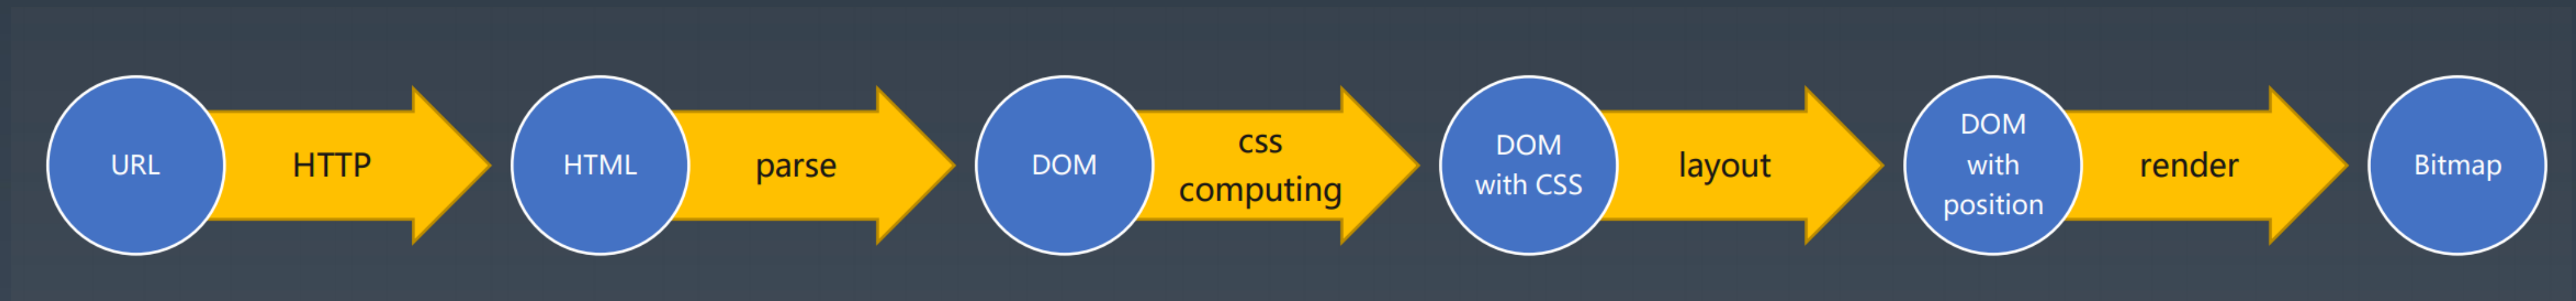 URL
HTTP
HTML
parse
DOM
css
computing
DOM
with CSS
layout
DOM
with
position
render
Bitmap